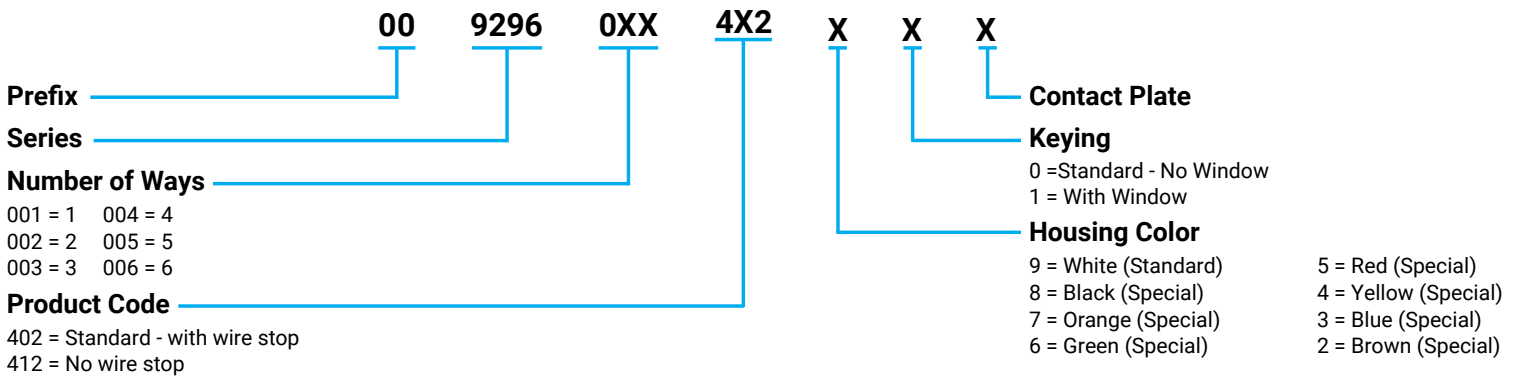 00 9296 0XX 4X2 X X X
Prefix
Series
Number of Ways
001 = 1 004 = 4
002 = 2 005 = 5
003 = 3 006 = 6
Product Code
402 = Standard - with wire stop
412 = No wire stop
Contact Plate
Keying
0 =Standard - No Window
1 = With Window
Housing Color
9 = White (Standard) 5 = Red (Special)
8 = Black (Special) 4 = Yellow (Special)
7 = Orange (Special) 3 = Blue (Special)
6 = Green (Special) 2 = Brown (Special)